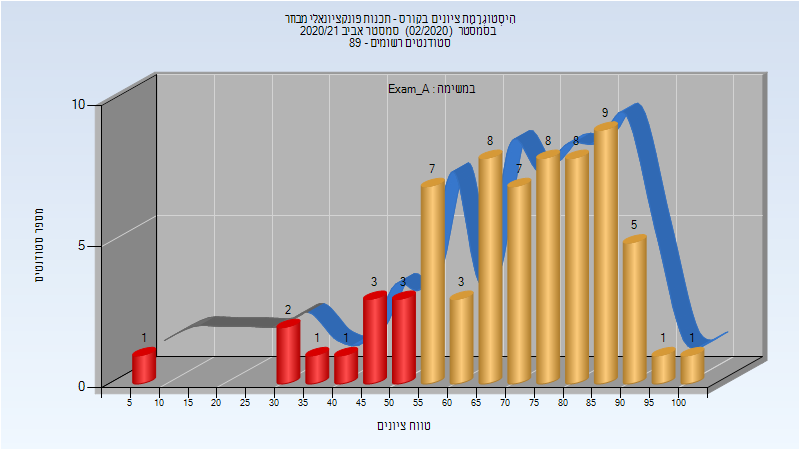 היסטוגרמת ציונים בקורס - תכנות פונקציונאלי מבוזר
בסמסטר (02/2020) סמסטר אביב 2020/21
סטודנטים רשומים - 89
במשימה : Exam_A
מספר סטודנטים
10
5
0
1
2
1
1
3
3
7
3
8
7
8
8
9
5
1
1
5 10 15 20 25 30 35 40 45 50 55 60 65 70 75 80 85 90 95 100
טווח ציונים